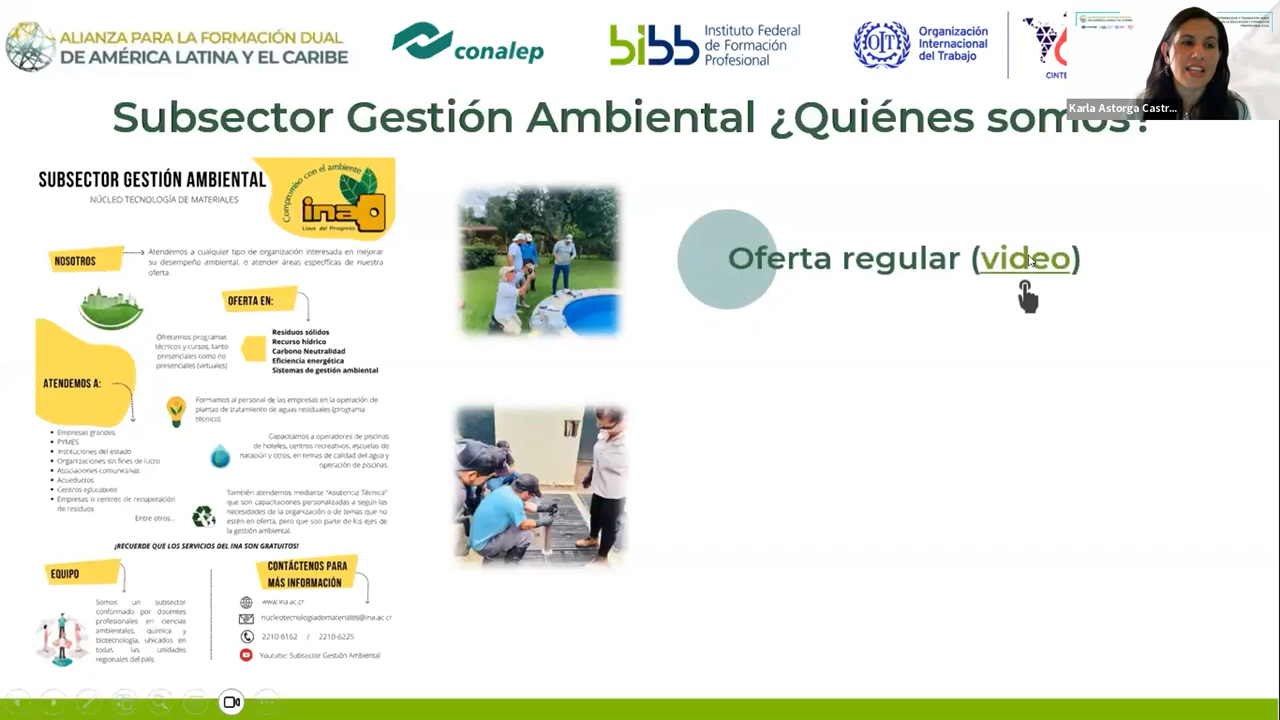 ALIANZA PARA LA FORMACIÓN DUAL
DE AMÉRICA LATINA Y EL CARIBE
conalep
bibb
Instituto Federal
de Formación
Profesional
Organización
Internacional
del Trabajo
CINTE
Karla Astorga Castr...
Subsector Gestión Ambiental ¿Quiénes somos?
SUBSECTOR GESTIÓN AMBIENTAL
NÚCLEO TECNOLOGÍA DE MATERIALES
Compromiso con el ambiente
ina
Llave del Progreso
NOSOTROS
Atendemos a cualquier tipo de organización interesada en mejorar
su desempeño ambiental, o atender áreas específicas de nuestra
oferta
OFERTA EN:
Ofrecemos programas
técnicos y cursos, tanto
presenciales como no
presenciales (virtuales)
Residuos sólidos
Recurso hídrico
Carbono Neutralidad
Eficiencia energética
Sistemas de gestión ambiental
ATENDEMOS A:
Formamos al personal de las empresas en la operación de
plantas de tratamiento de aguas residuales (programa
técnico).
• Empresas grandes
• PYMES
• Instituciones del estado
• Organizaciones sin fines de lucro
• Asociaciones comunarias
• Acueductos
• Centros educativos
• Empresas o centros de recuperación
de residuos
Entre otros...
Capacitamos a operadores de piscinas
de hoteles, centros recreativos, escuelas de
natación y otros, en temas de calidad del agua y
operación de piscinas.
También atendemos mediante "Asistencia Técnica"
que son capacitaciones personalizadas a según las
necesidades de la organización o de temas que no
estén en oferta, pero que son parte de los ejes de
la gestión ambiental.
¡RECUERDE QUE LOS SERVICIOS DEL INA SON GRATUITOS!
EQUIPO
Somos un subsector
conformado por docentes
profesionales en ciencias
ambientales, química y
biotecnología, ubicados en
todas las unidades
regionales del país.
CONTÁCTENOS PARA
MÁS INFORMACIÓN
www.ina.ac.cr
nucleotecnologiademateriales@ina.ac.cr
2210-6162 / 2210-6225
Youtube: Subsector Gestión Ambiental
Oferta regular (video)